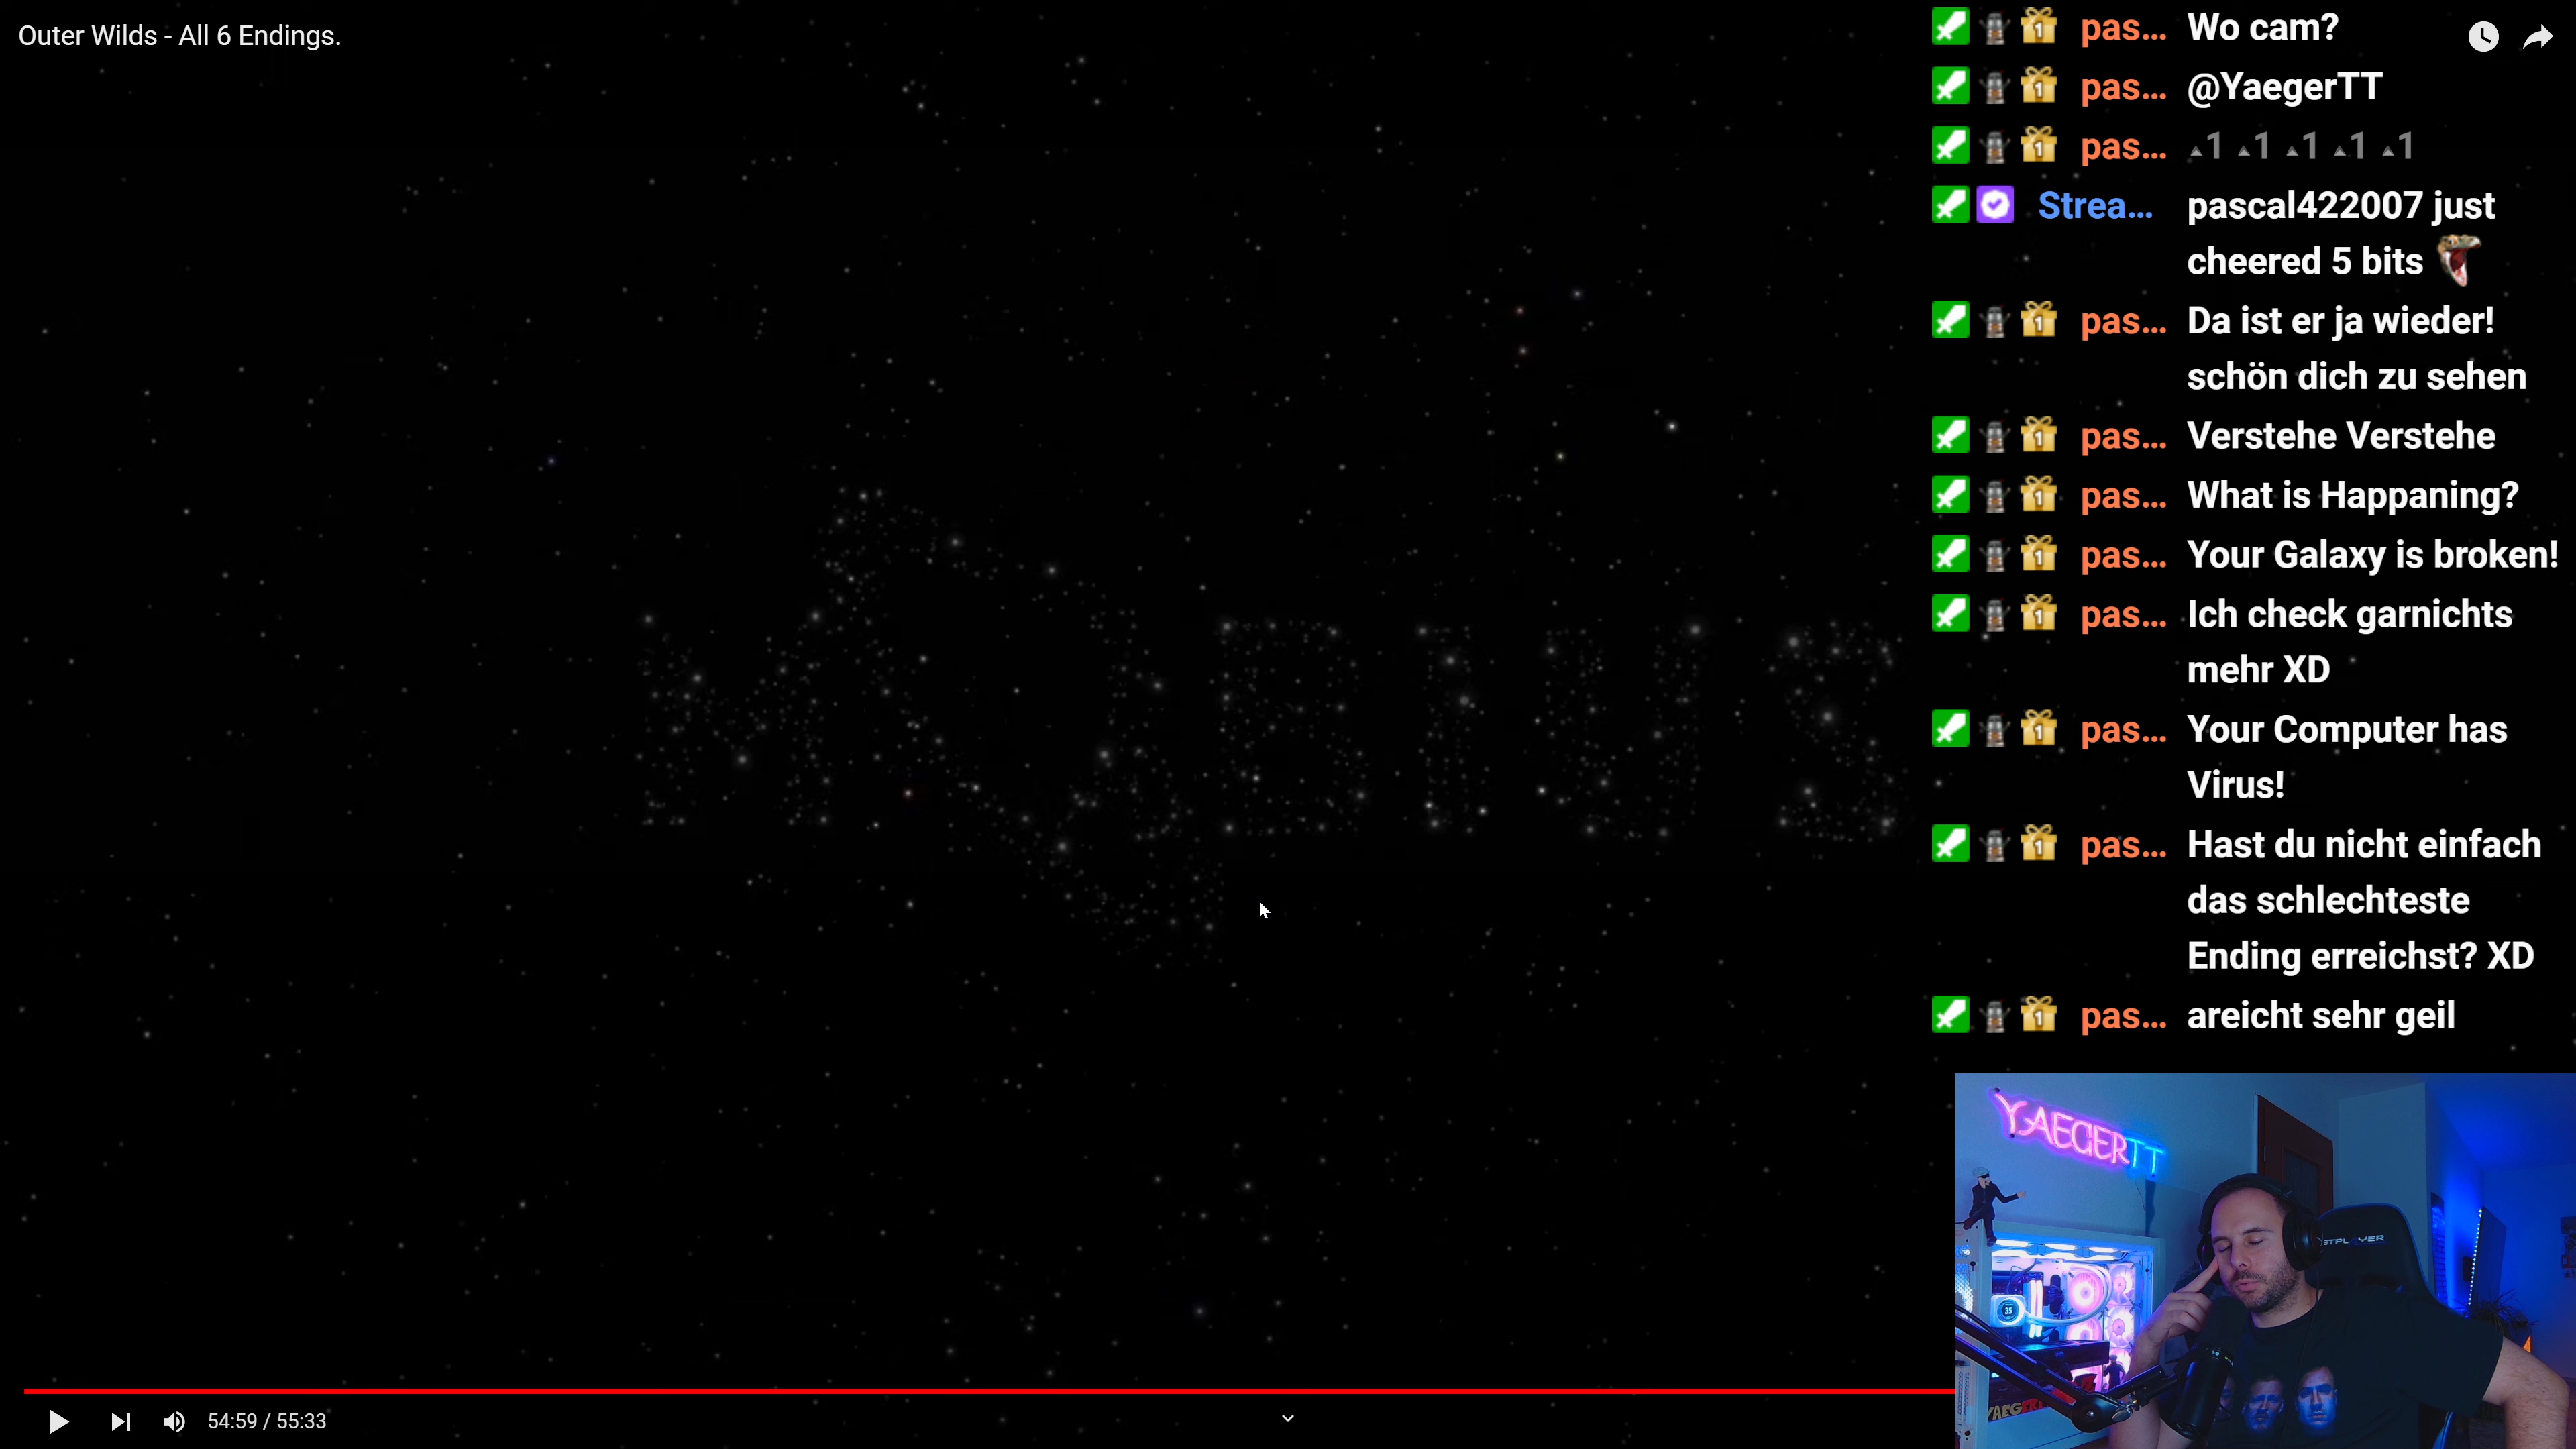 Outer Wilds - All 6 Endings.
pas... Wo cam?
pas... @YaegerTT
pas... 1 1 1 1 1
Strea... pascal422007 just
cheered 5 bits
pas... Da ist er ja wieder!
schön dich zu sehen
pas... Verstehe Verstehe
pas... What is Happaning?
pas... Your Galaxy is broken!
pas... Ich check garnichts
mehr XD
pas... Your Computer has
Virus!
pas... Hast du nicht einfach
das schlechteste
Ending erreichst? XD
pas... areicht sehr geil
MOBIUS
YAEGERTT
35
54:59 / 55:33